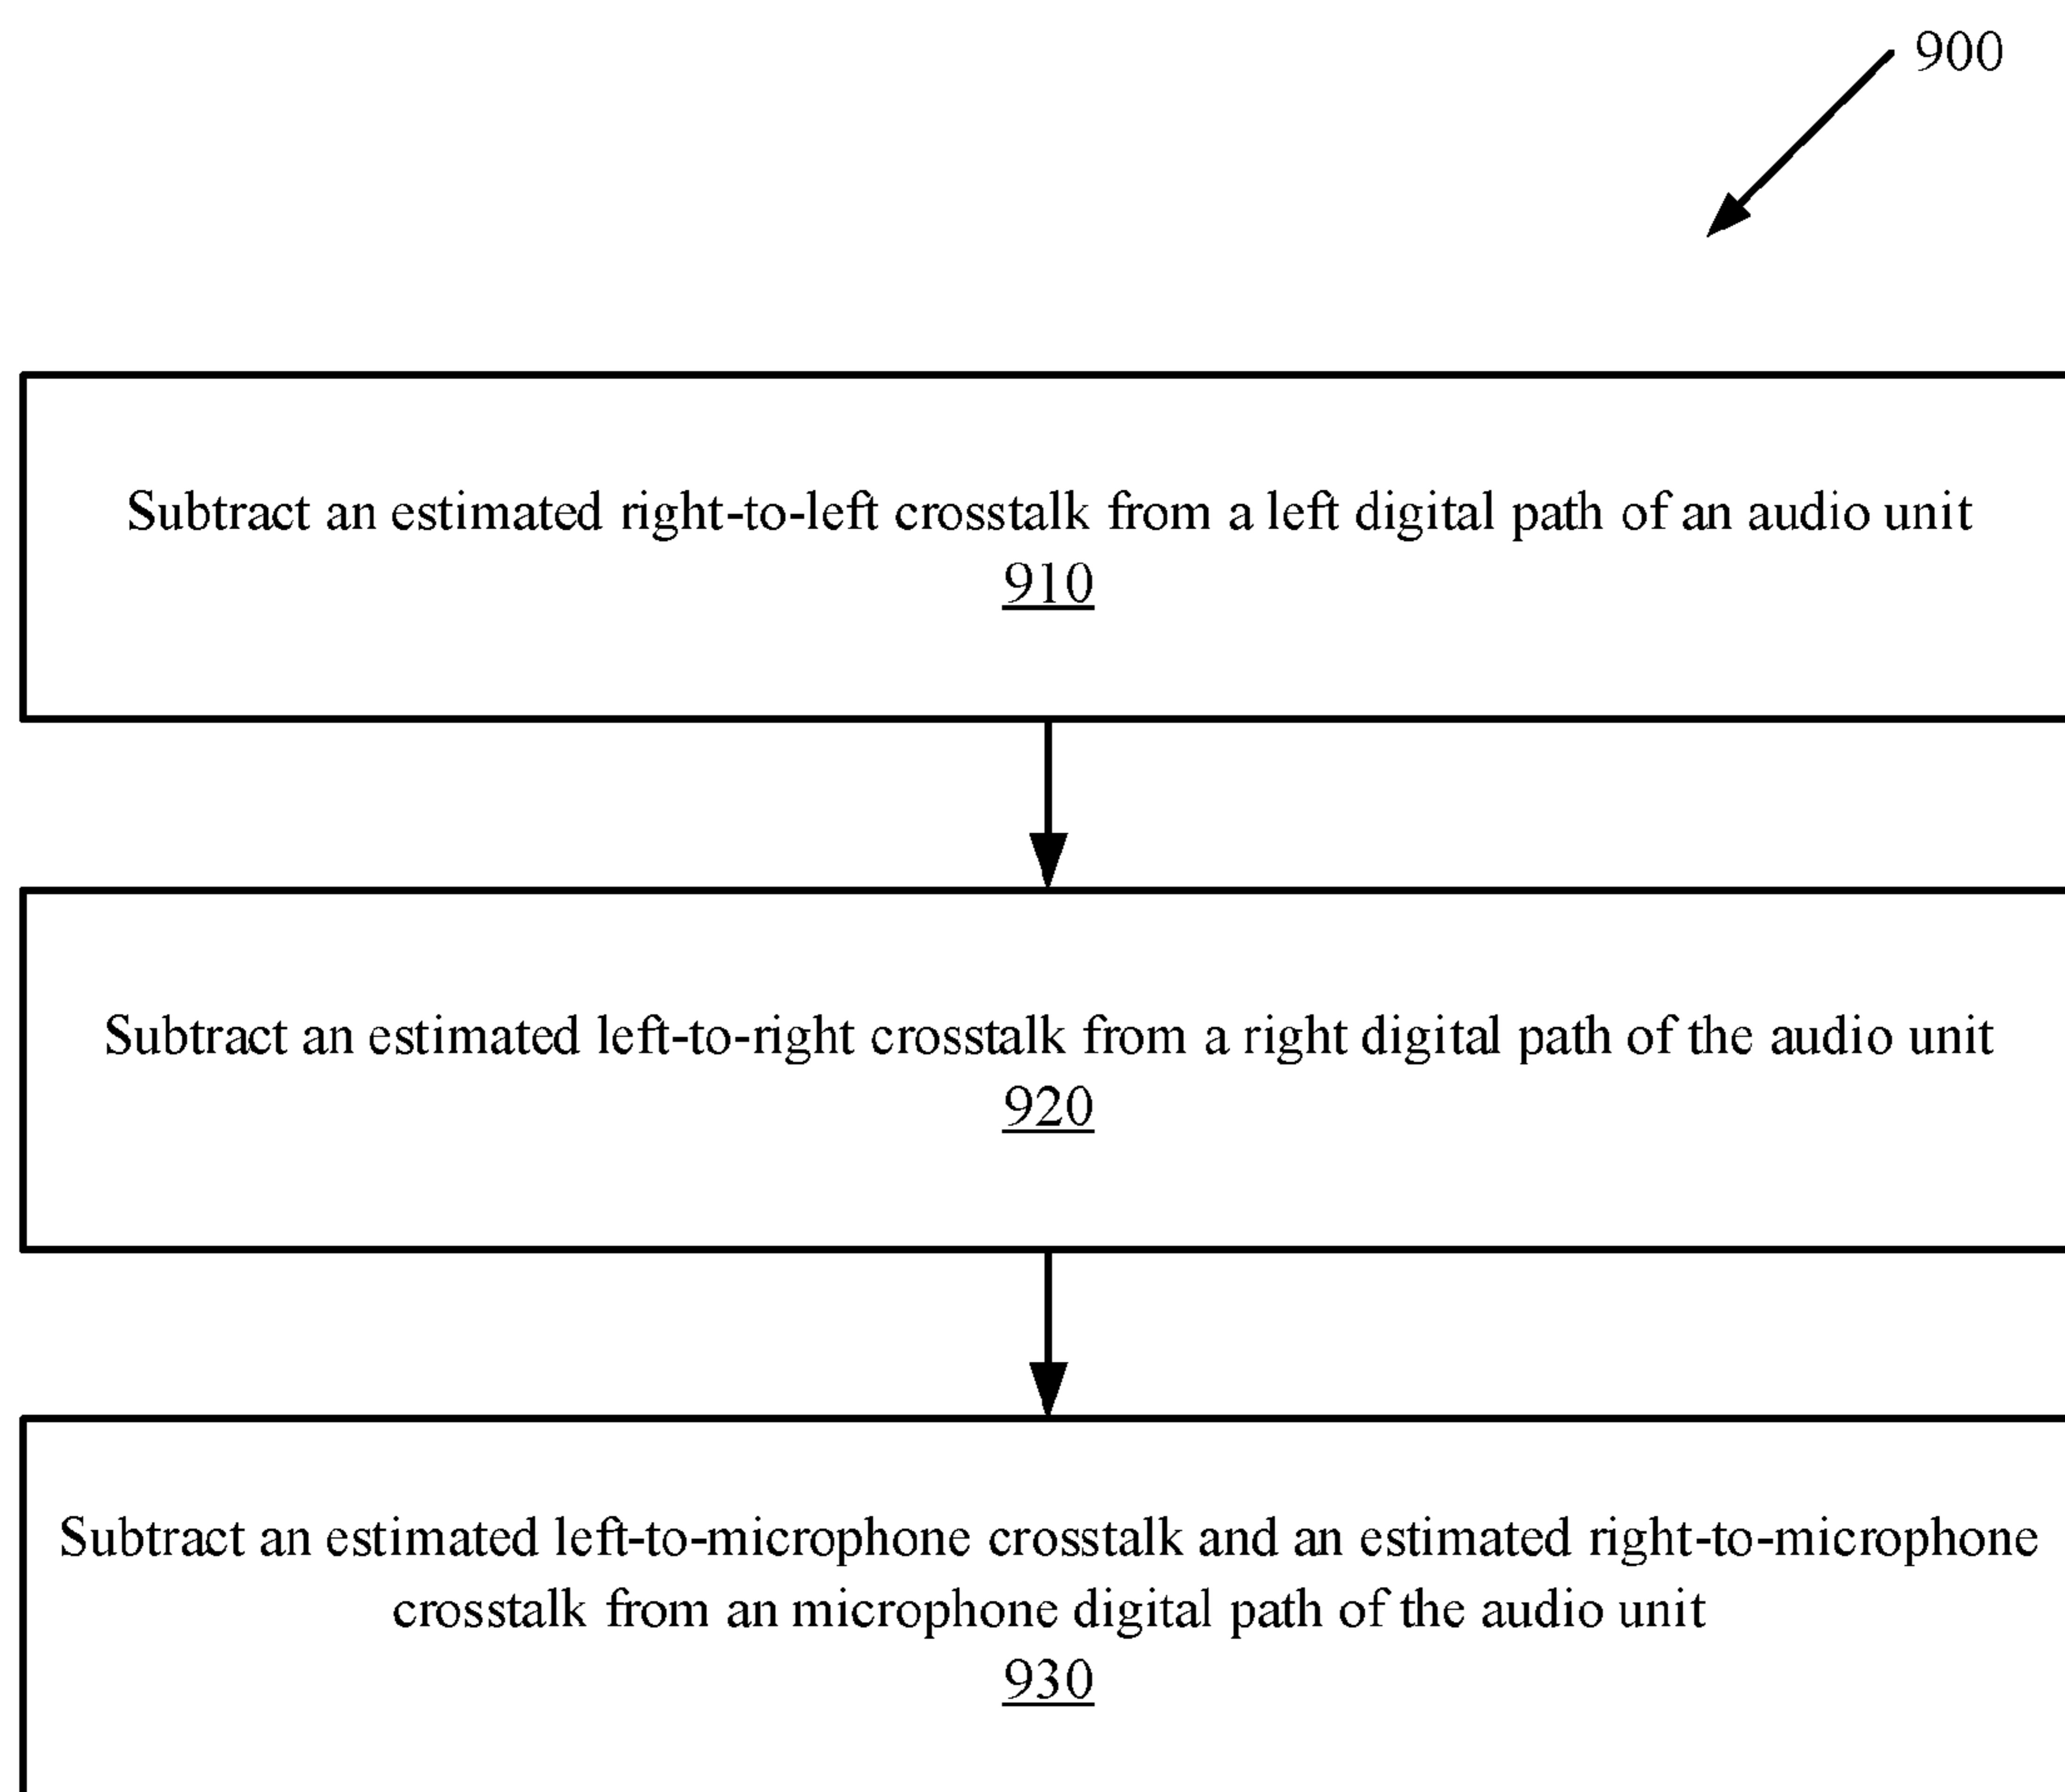 900
Subtract an estimated right-to-left crosstalk from a left digital path of an audio unit
910
Subtract an estimated left-to-right crosstalk from a right digital path of the audio unit
920
Subtract an estimated left-to-microphone crosstalk and an estimated right-to-microphone
crosstalk from an microphone digital path of the audio unit
930